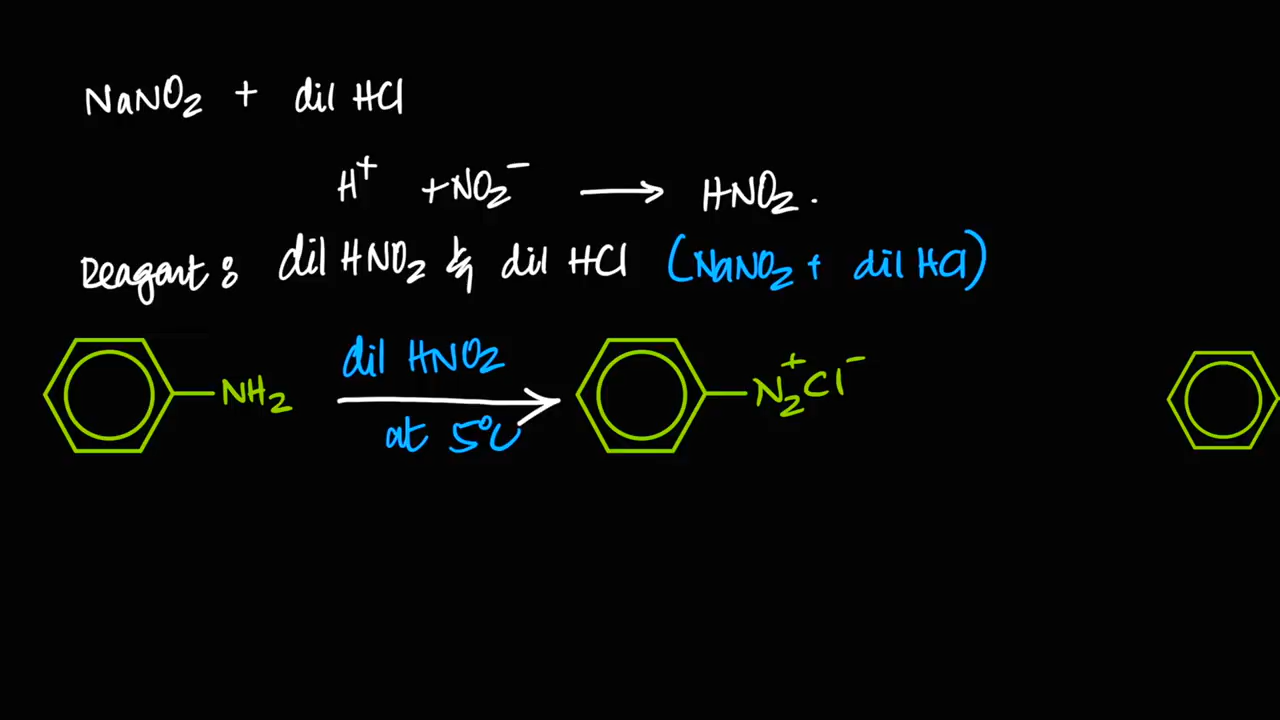 NaNO₂ + dil HCl
H⁺ + NO₂⁻ ⟶ HNO₂.
Reagant : dil HNO₂ & dil HCl (NaNO₂ + dil HCl)
dil HNO₂
NH₂ N₂⁺Cl⁻
at 5°C